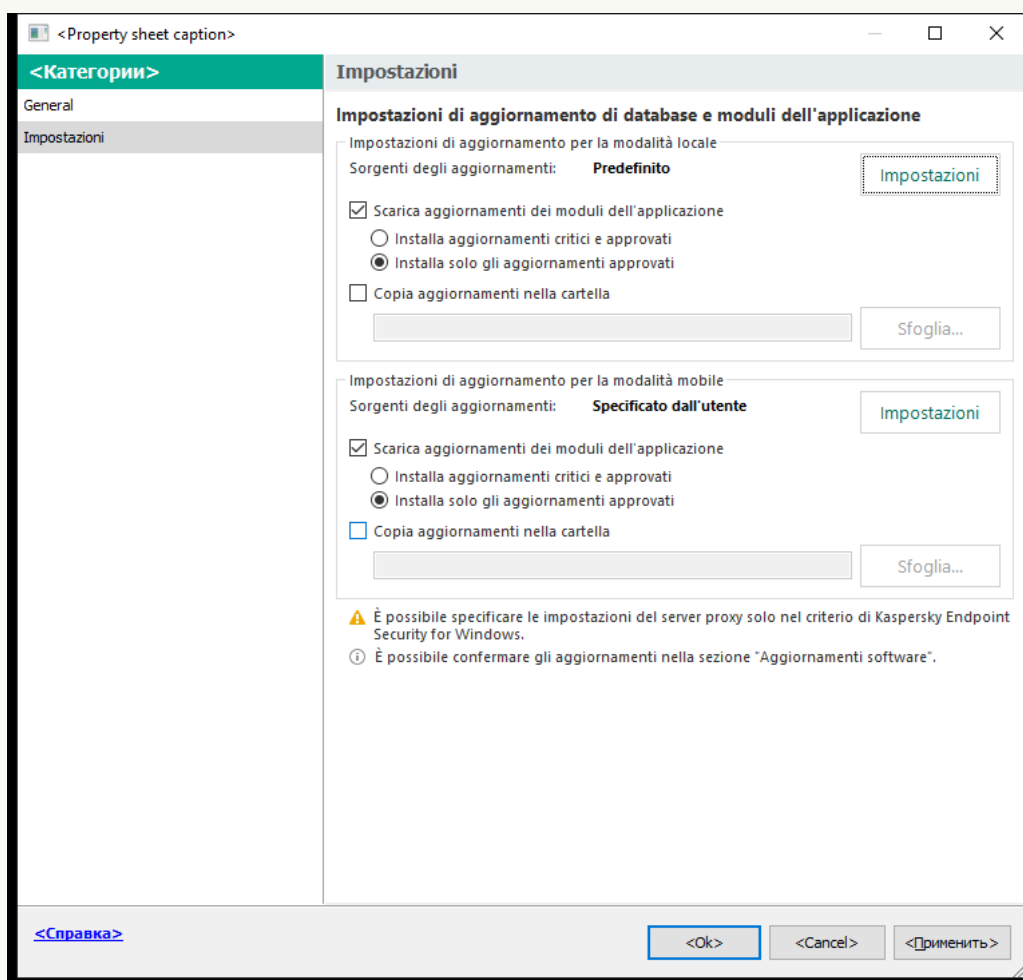 <Property sheet caption>
<Категории>
General
Impostazioni
Impostazioni
Impostazioni di aggiornamento di database e moduli dell'applicazione
Impostazioni di aggiornamento per la modalità locale
Sorgenti degli aggiornamenti: Predefinito
Impostazioni
Scarica aggiornamenti dei moduli dell'applicazione
Installa aggiornamenti critici e approvati
Installa solo gli aggiornamenti approvati
Copia aggiornamenti nella cartella
Sfoglia...
Impostazioni di aggiornamento per la modalità mobile
Sorgenti degli aggiornamenti: Specificato dall'utente
Impostazioni
Scarica aggiornamenti dei moduli dell'applicazione
Installa aggiornamenti critici e approvati
Installa solo gli aggiornamenti approvati
Copia aggiornamenti nella cartella
Sfoglia...
È possibile specificare le impostazioni del server proxy solo nel criterio di Kaspersky Endpoint
Security for Windows.
È possibile confermare gli aggiornamenti nella sezione "Aggiornamenti software".
<Справка>
<Ok>
<Cancel>
<Применить>